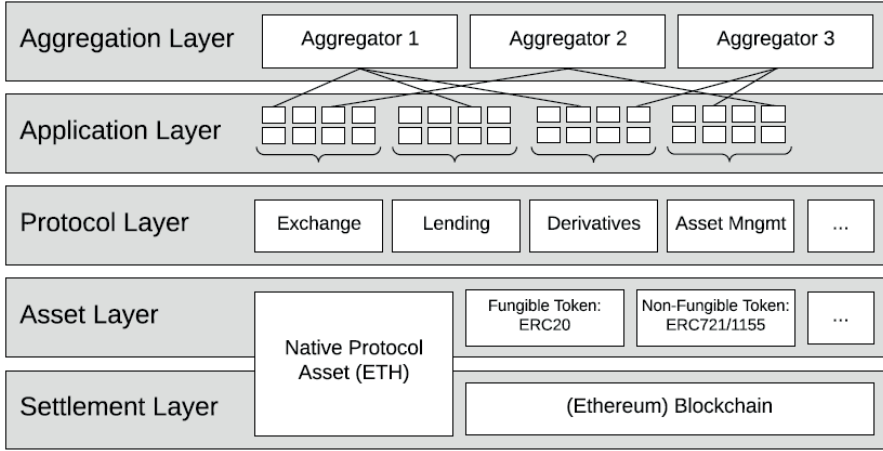 Aggregation Layer
Aggregator 1
Aggregator 2
Aggregator 3
Application Layer
Protocol Layer
Exchange
Lending
Derivatives
Asset Mngmt
...
Asset Layer
Native Protocol
Asset (ETH)
Fungible Token:
ERC20
Non-Fungible Token:
ERC721/1155
...
Settlement Layer
(Ethereum) Blockchain